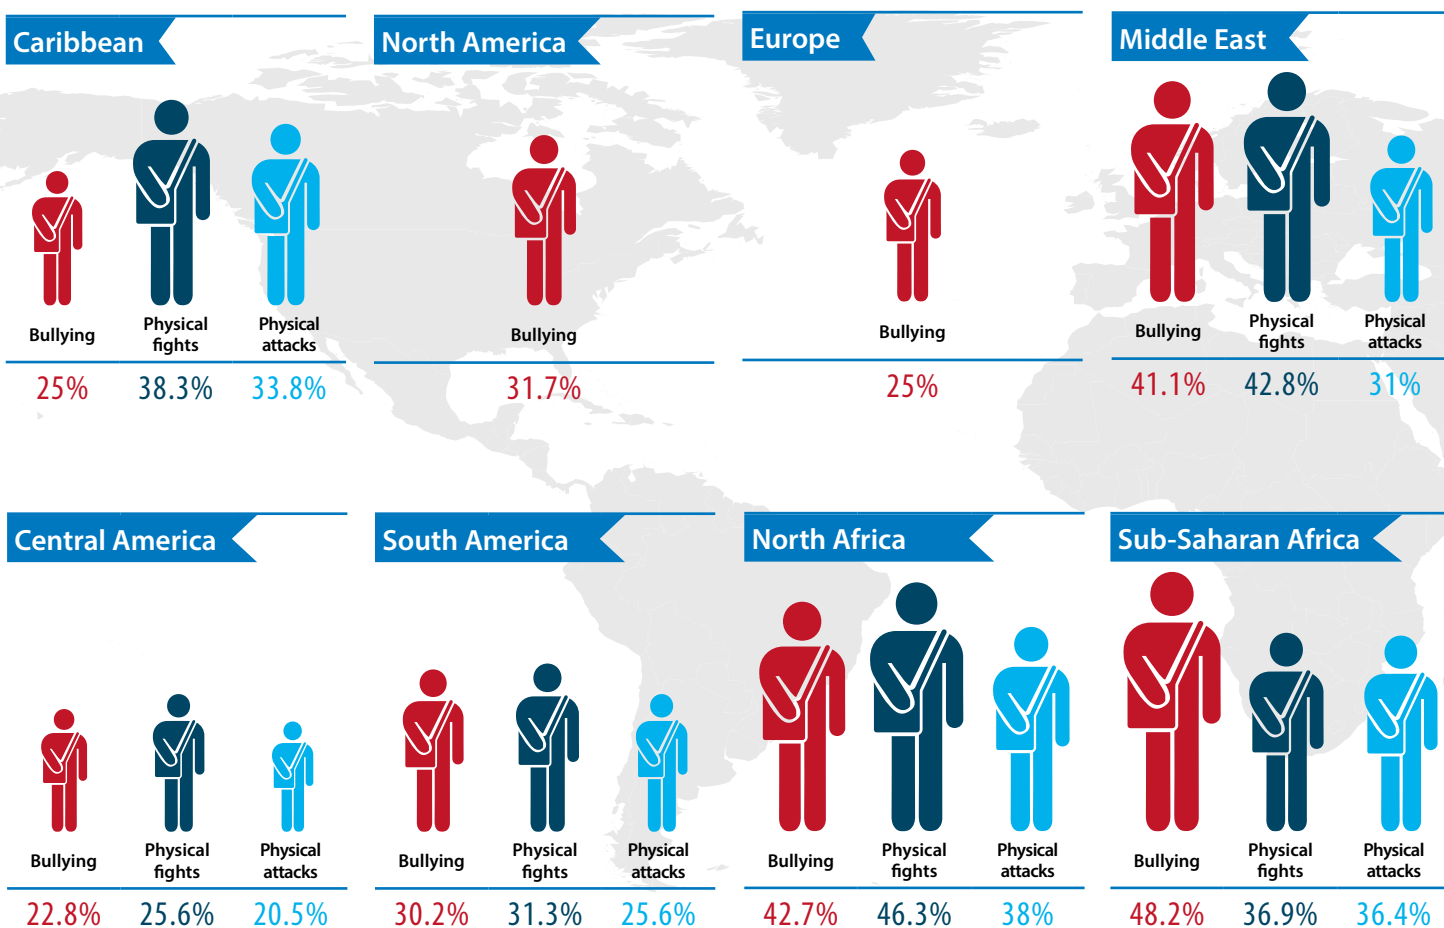 Caribbean
Bullying
Physical
fights
Physical
attacks
25%
38.3%
33.8%
North America
Bullying
31.7%
Europe
Bullying
25%
Middle East
Bullying
Physical
fights
Physical
attacks
41.1%
42.8%
31%
Central America
Bullying
Physical
fights
Physical
attacks
22.8%
25.6%
20.5%
South America
Bullying
Physical
fights
Physical
attacks
30.2%
31.3%
25.6%
North Africa
Bullying
Physical
fights
Physical
attacks
42.7%
46.3%
38%
Sub-Saharan Africa
Bullying
Physical
fights
Physical
attacks
48.2%
36.9%
36.4%